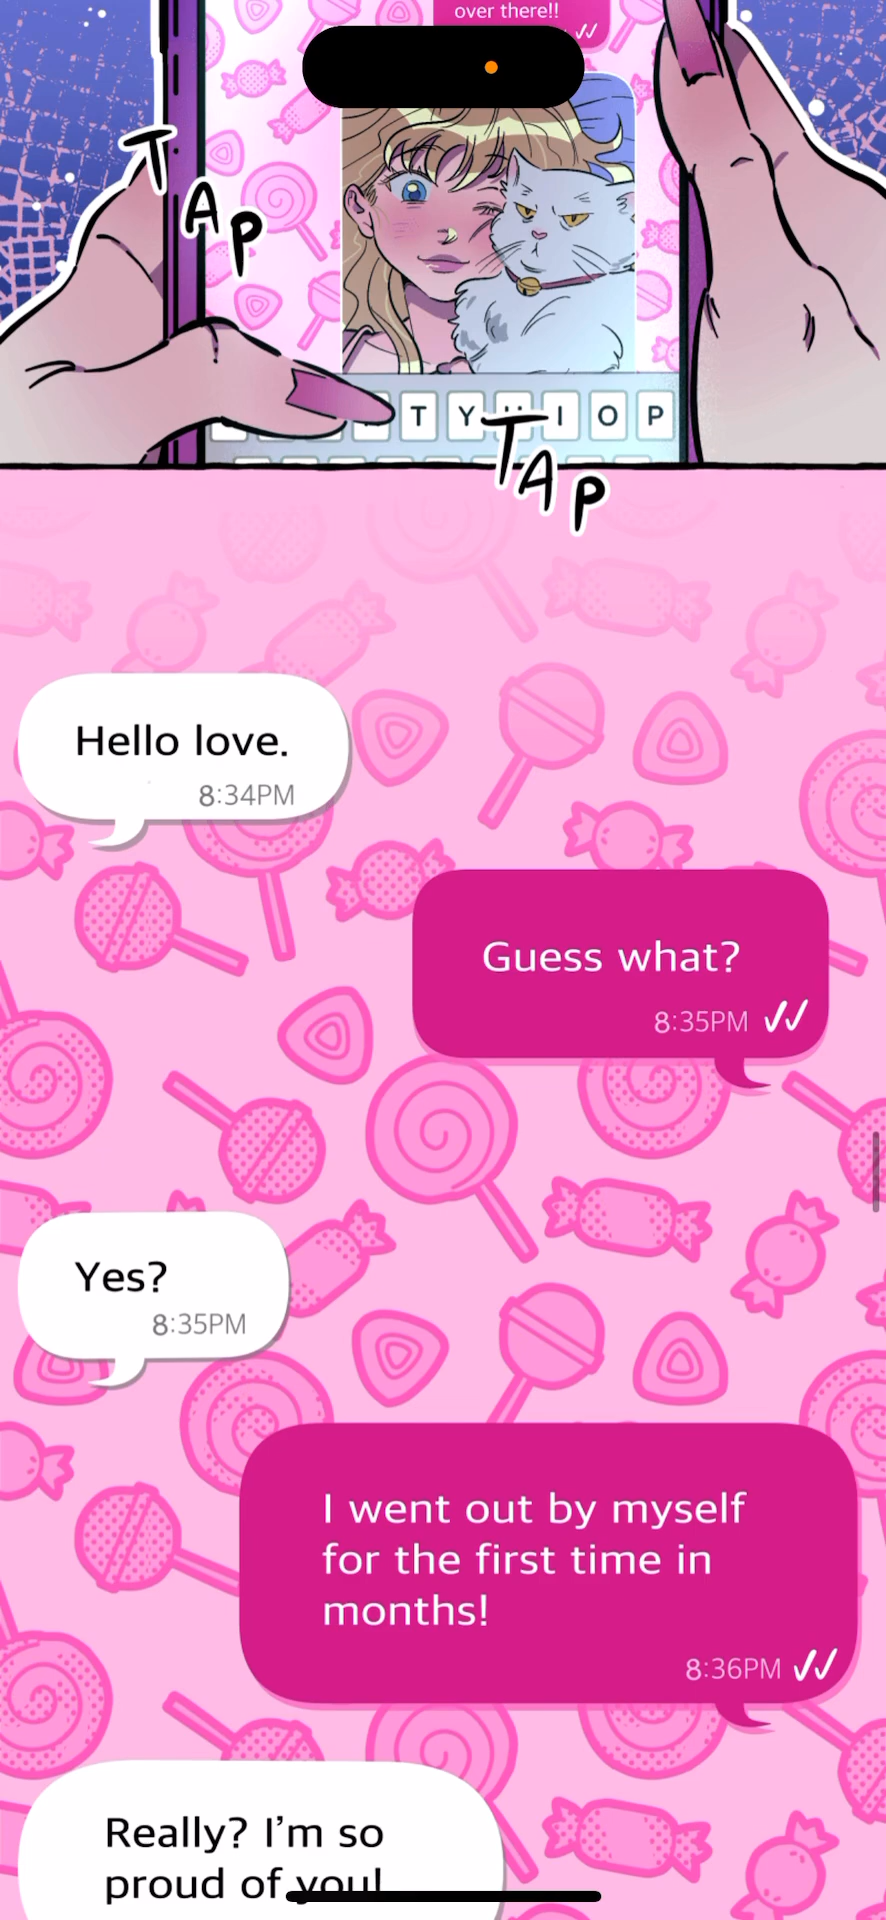 over there!!
TAP
T Y I O P
TAP
Hello love.
8:34PM
Guess what?
8:35PM
Yes?
8:35PM
I went out by myself
for the first time in
months!
8:36PM
Really? I'm so
proud of you!